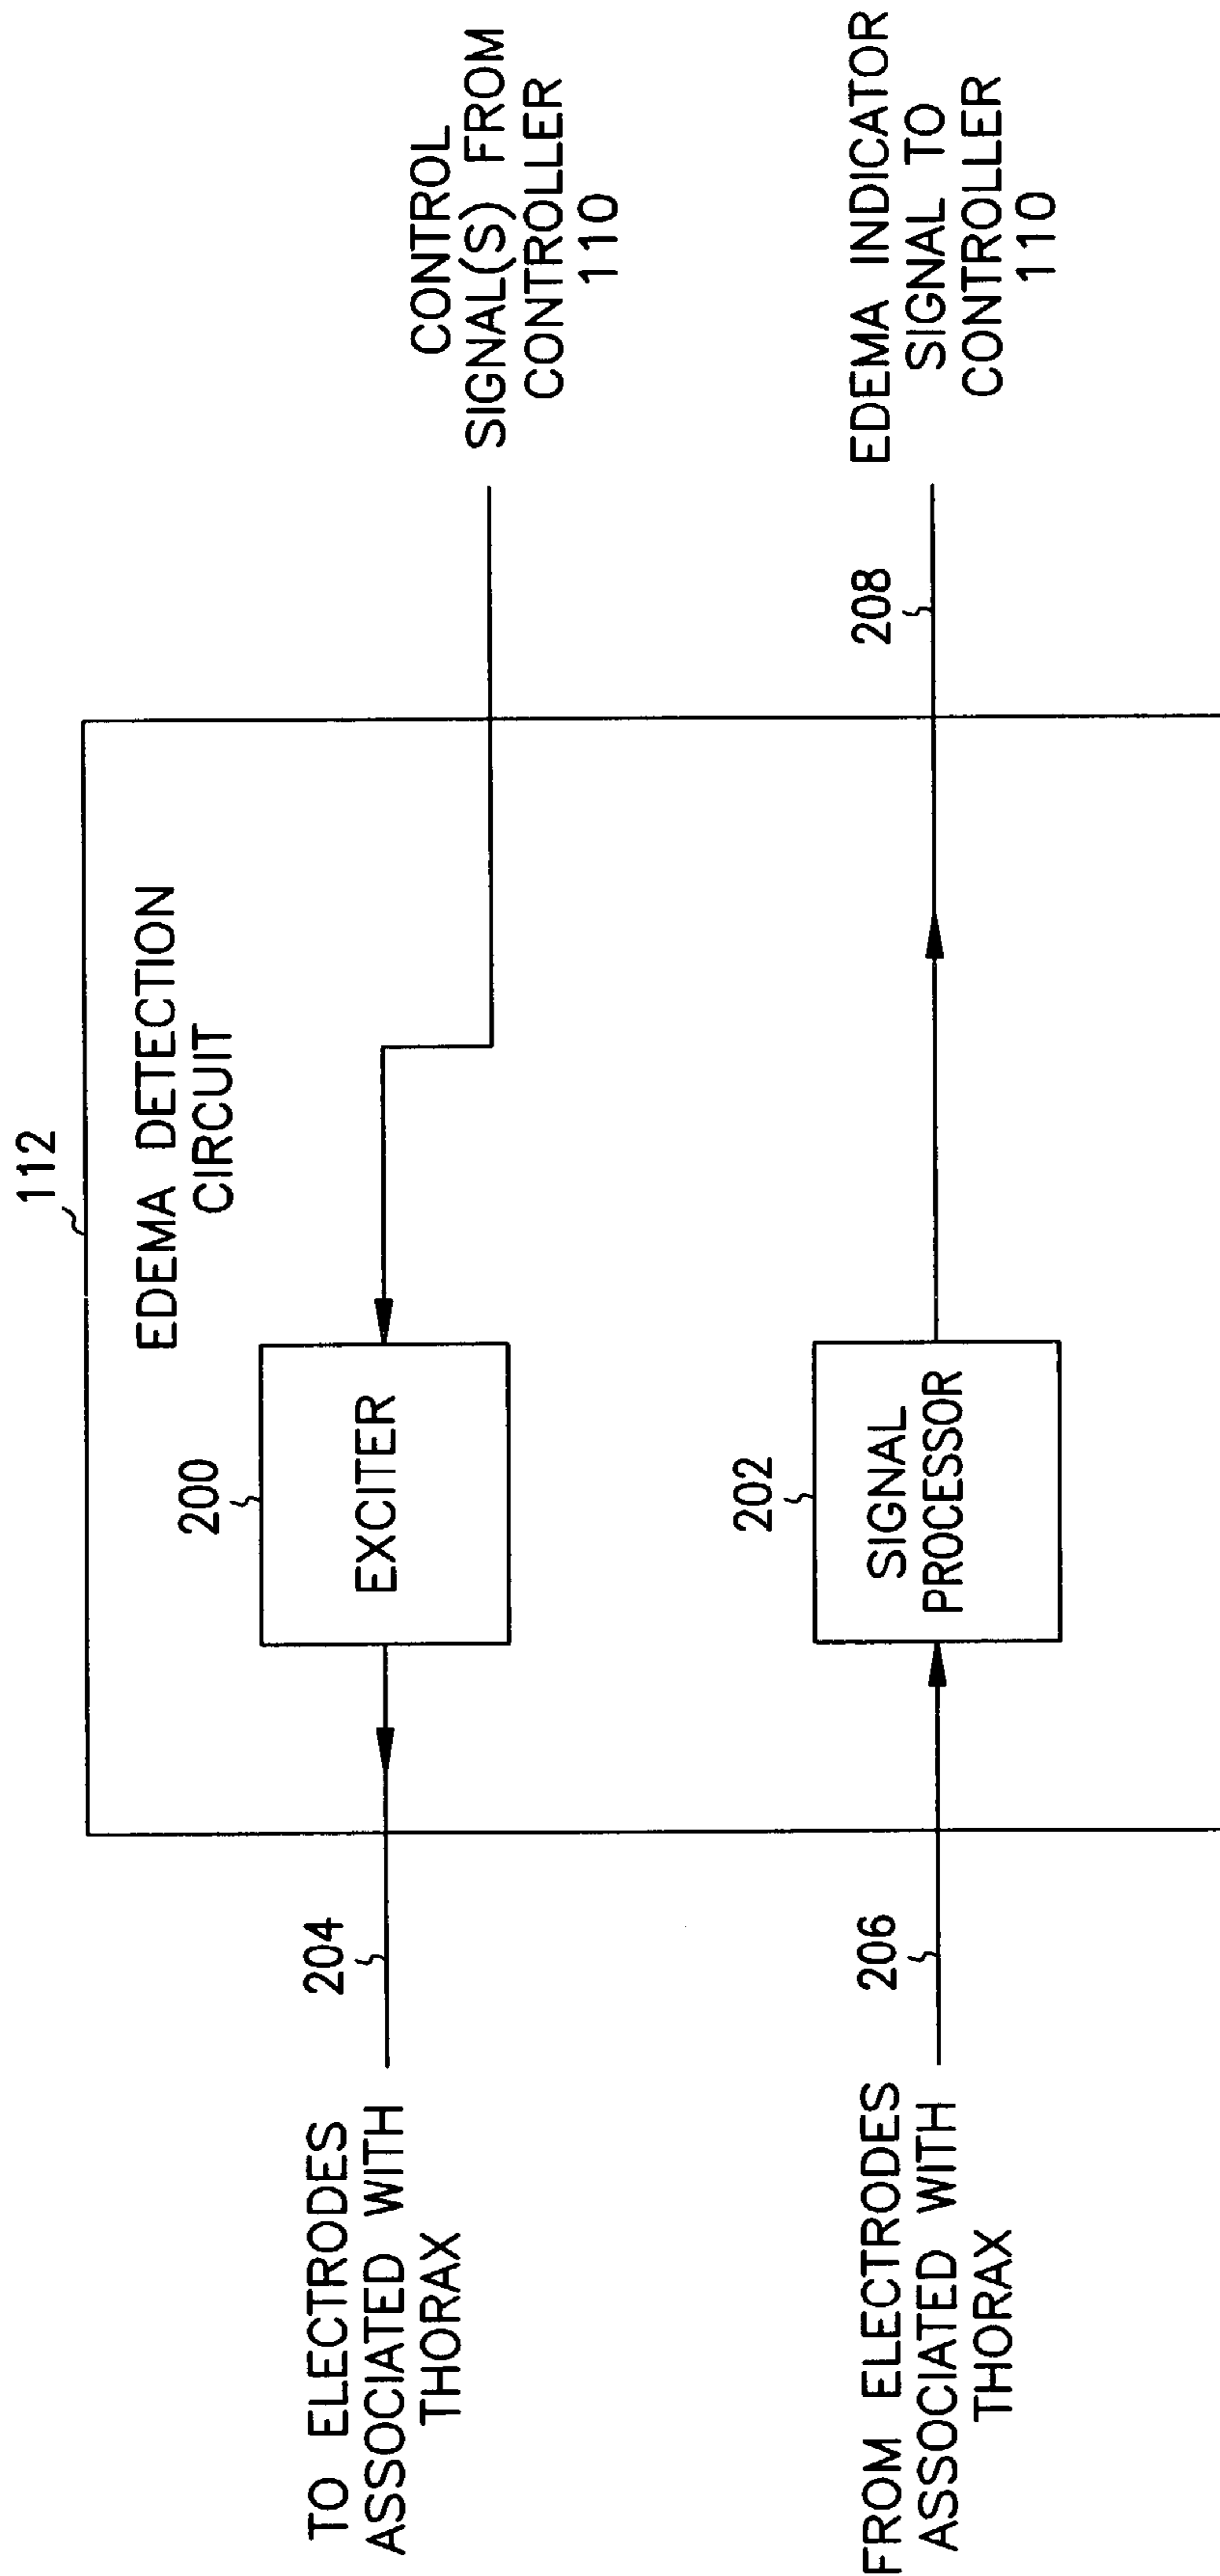 112
EDEMA DETECTION
CIRCUIT
TO ELECTRODES
ASSOCIATED WITH
THORAX
204
200
EXCITER
CONTROL
SIGNAL(S) FROM
CONTROLLER
110
FROM ELECTRODES
ASSOCIATED WITH
THORAX
206
202
SIGNAL
PROCESSOR
208
EDEMA INDICATOR
SIGNAL TO
CONTROLLER
110